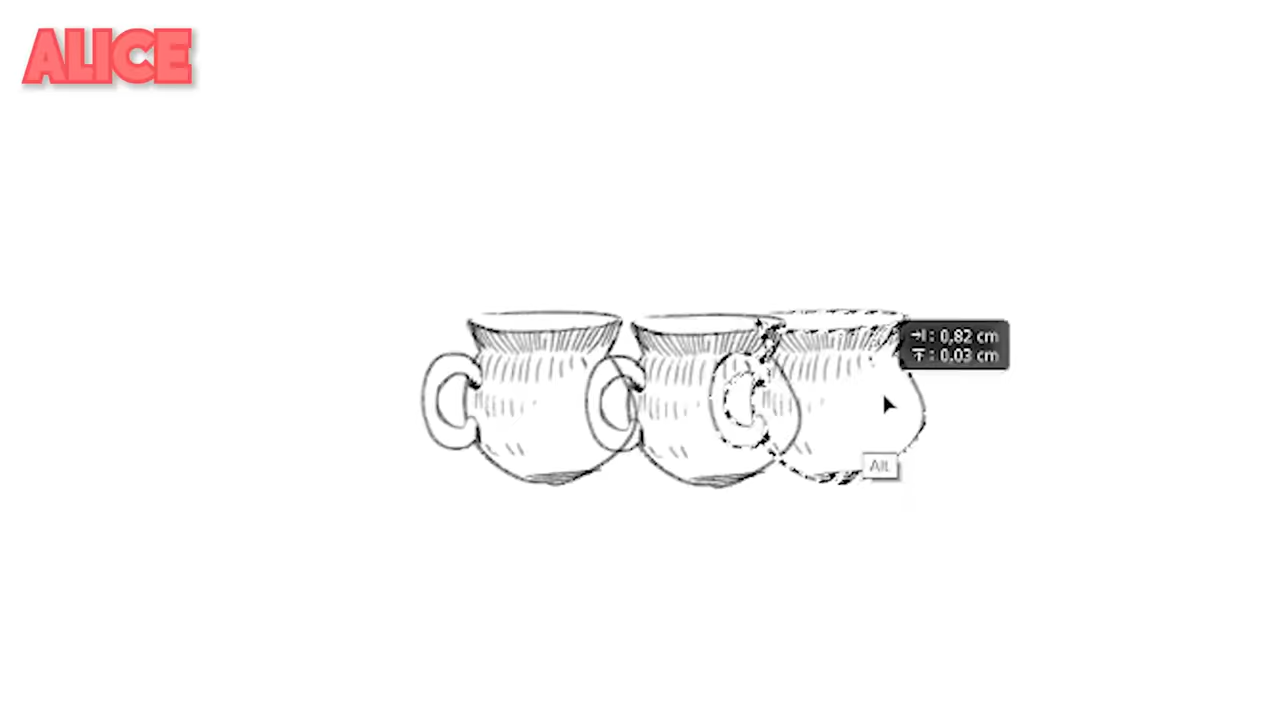 ALICE
→I : 0,82 cm
↑ : 0,03 cm
Alt